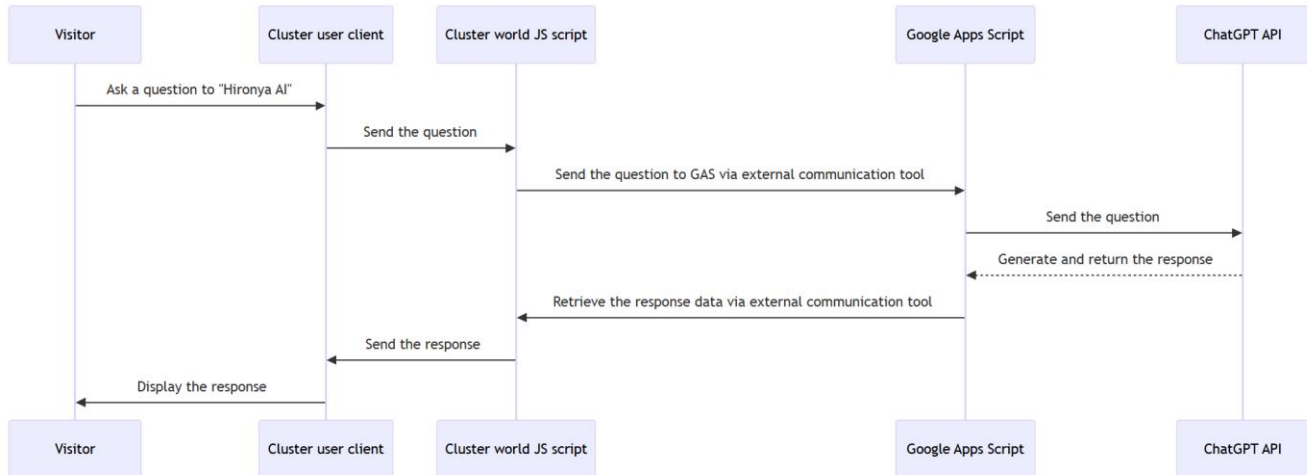 Visitor
Cluster user client
Cluster world JS script
Google Apps Script
ChatGPT API
Ask a question to "Hironya AI"
Send the question
Send the question to GAS via external communication tool
Send the question
Generate and return the response
Retrieve the response data via external communication tool
Send the response
Display the response
Visitor
Cluster user client
Cluster world JS script
Google Apps Script
ChatGPT API